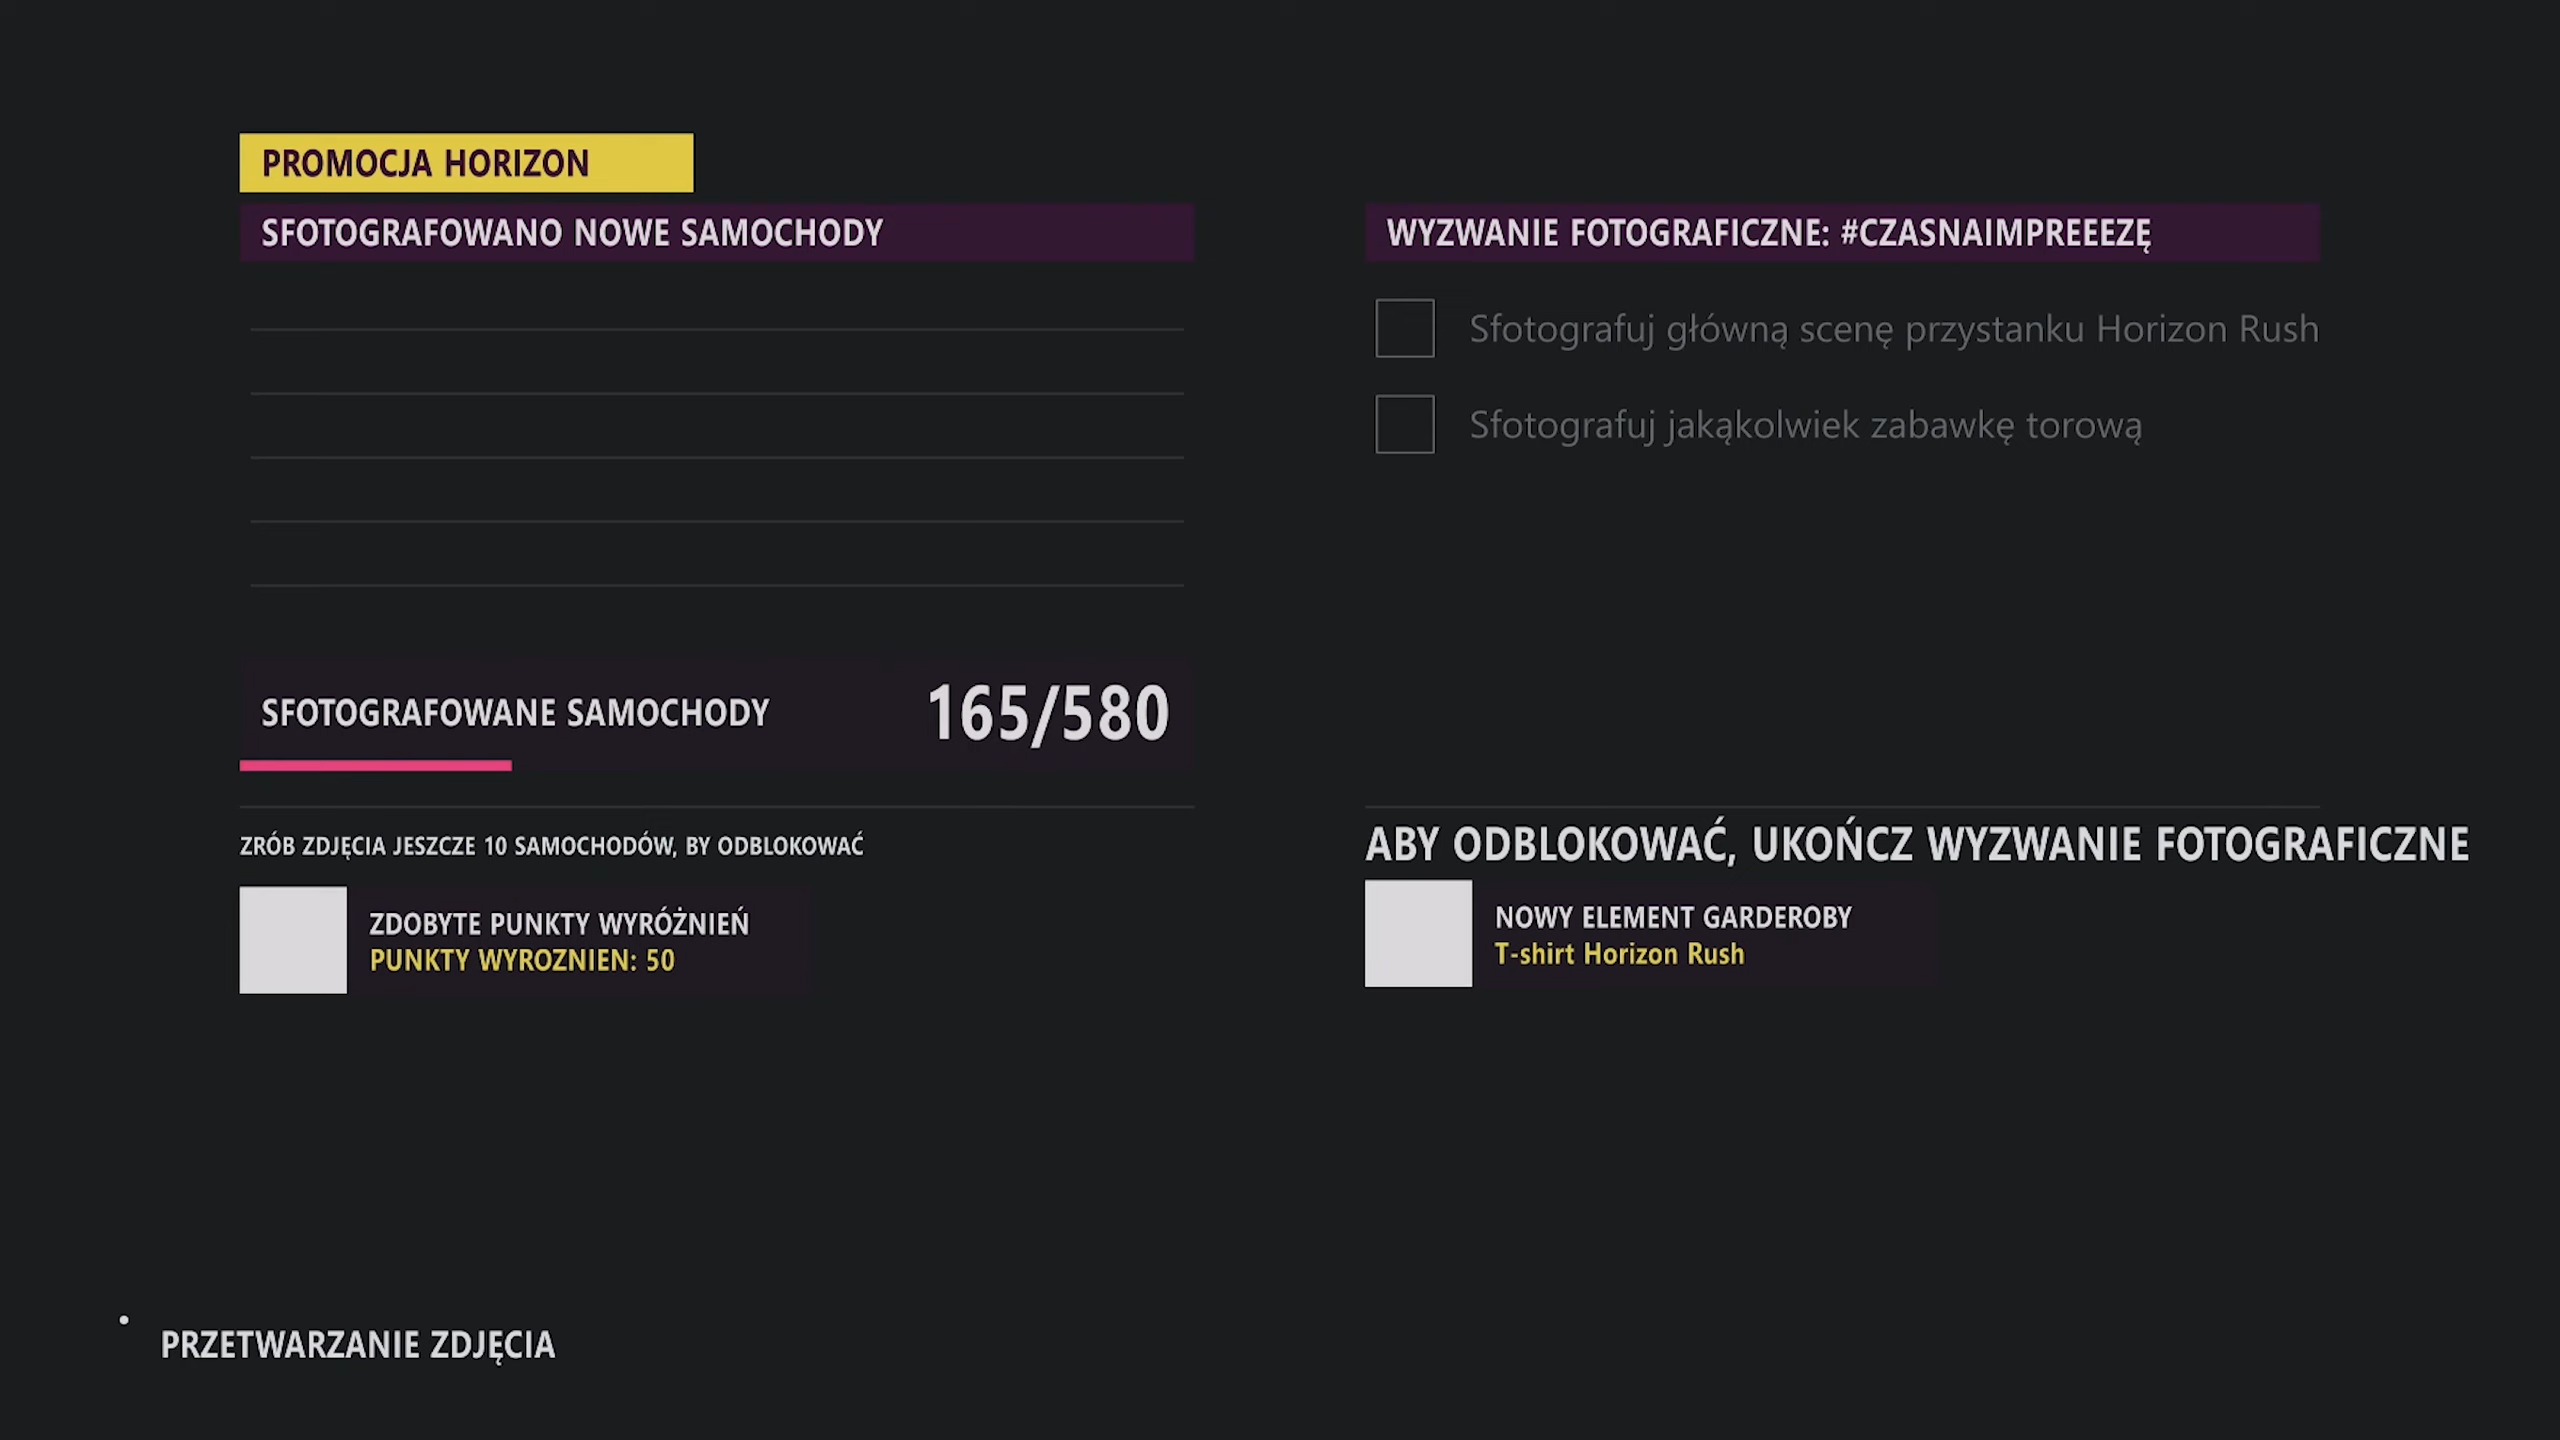 PROMOCJA HORIZON
SFOTOGRAFOWANO NOWE SAMOCHODY
SFOTOGRAFOWANE SAMOCHODY 165/580
ZRÓB ZDJĘCIA JESZCZE 10 SAMOCHODÓW, BY ODBLOKOWAĆ
ZDOBYTE PUNKTY WYRÓŻNIEŃ
PUNKTY WYROZNIEN: 50
WYZWANIE FOTOGRAFICZNE: #CZASNAIMPREEEZĘ
Sfotografuj główną scenę przystanku Horizon Rush
Sfotografuj jakąkolwiek zabawkę torową
ABY ODBLOKOWAĆ, UKOŃCZ WYZWANIE FOTOGRAFICZNE
NOWY ELEMENT GARDEROBY
T-shirt Horizon Rush
PRZETWARZANIE ZDJĘCIA